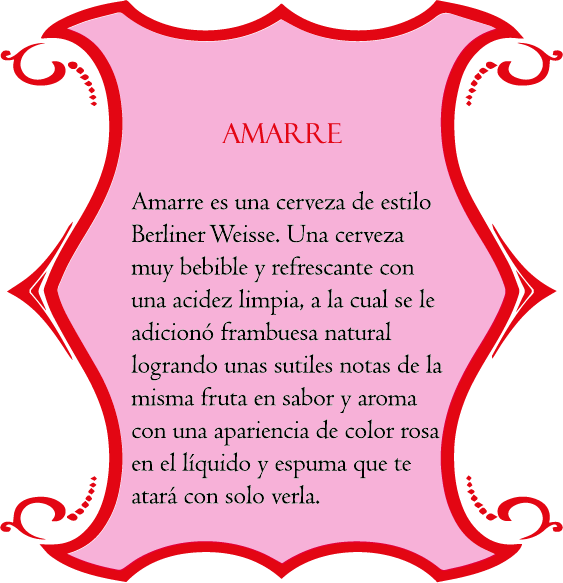 AMARRE
Amarre es una cerveza de estilo
Berliner Weisse. Una cerveza
muy bebible y refrescante con
una acidez limpia, a la cual se le
adicionó frambuesa natural
logrando unas sutiles notas de la
misma fruta en sabor y aroma
con una apariencia de color rosa
en el líquido y espuma que te
atará con solo verla.